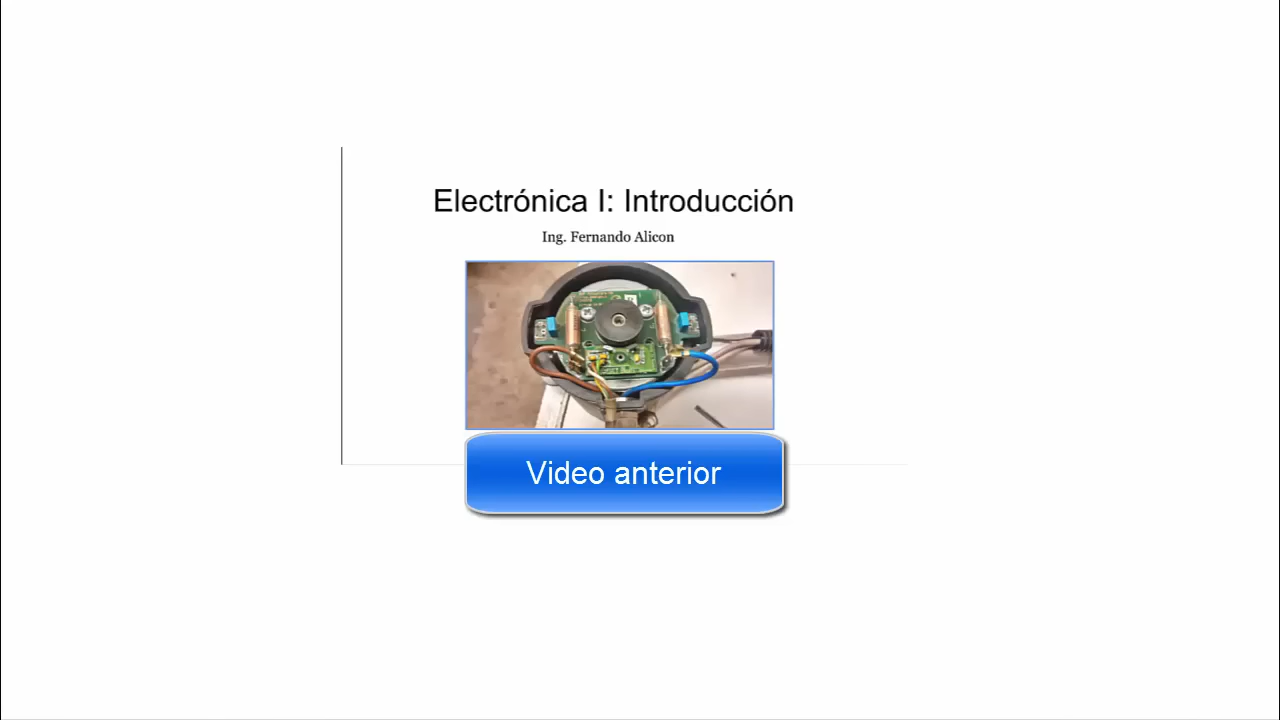 Electrónica I: Introducción
Ing. Fernando Alicon
Video anterior